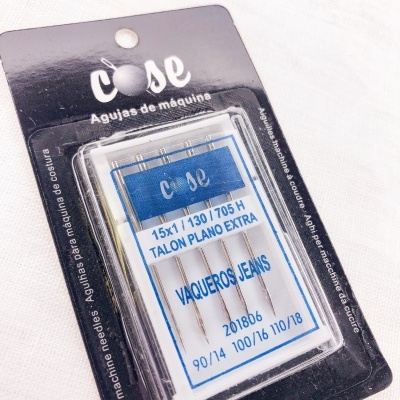 cose
Agujas de máquina
cose
15x1 / 130 / 705 H
TALON PLANO EXTRA
VAQUEROS JEANS
201806
90/14 100/16 110/18
machine needles · Agulhas para máquina de costura
Aiguilles machine à coudre · Aghi per macchine da cucire